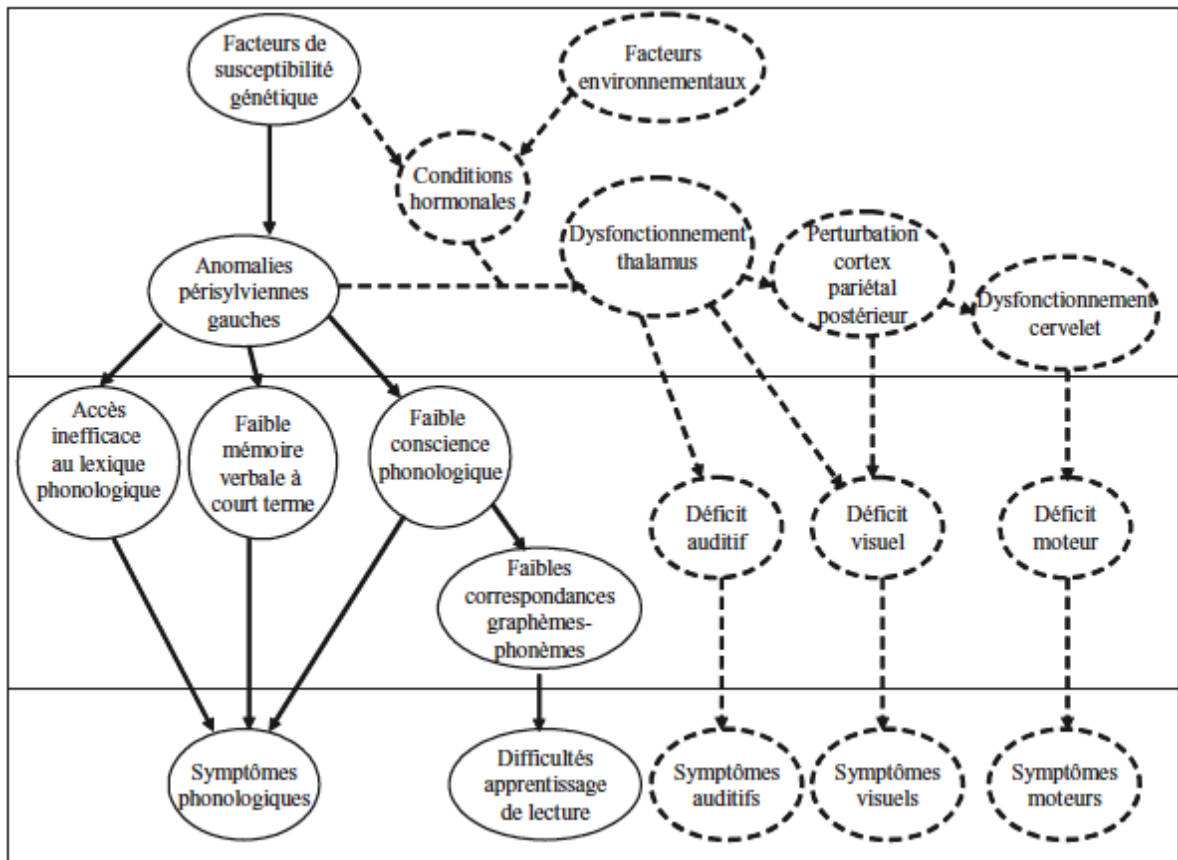 Facteurs de
susceptibilité
génétique
Facteurs
environnementaux
Conditions
hormonales
Dysfonctionnement
thalamus
Perturbation
cortex
pariétal
postérieur
Dysfonctionnement
cervelet
Anomalies
périsylviennes
gauches
Accès
inefficace
au lexique
phonologique
Faible
mémoire
verbale à
court terme
Faible
conscience
phonologique
Déficit
auditif
Déficit
visuel
Déficit
moteur
Faibles
correspondances
graphèmes-
phonèmes
Symptômes
phonologiques
Difficultés
apprentissage
de lecture
Symptômes
auditifs
Symptômes
visuels
Symptômes
moteurs